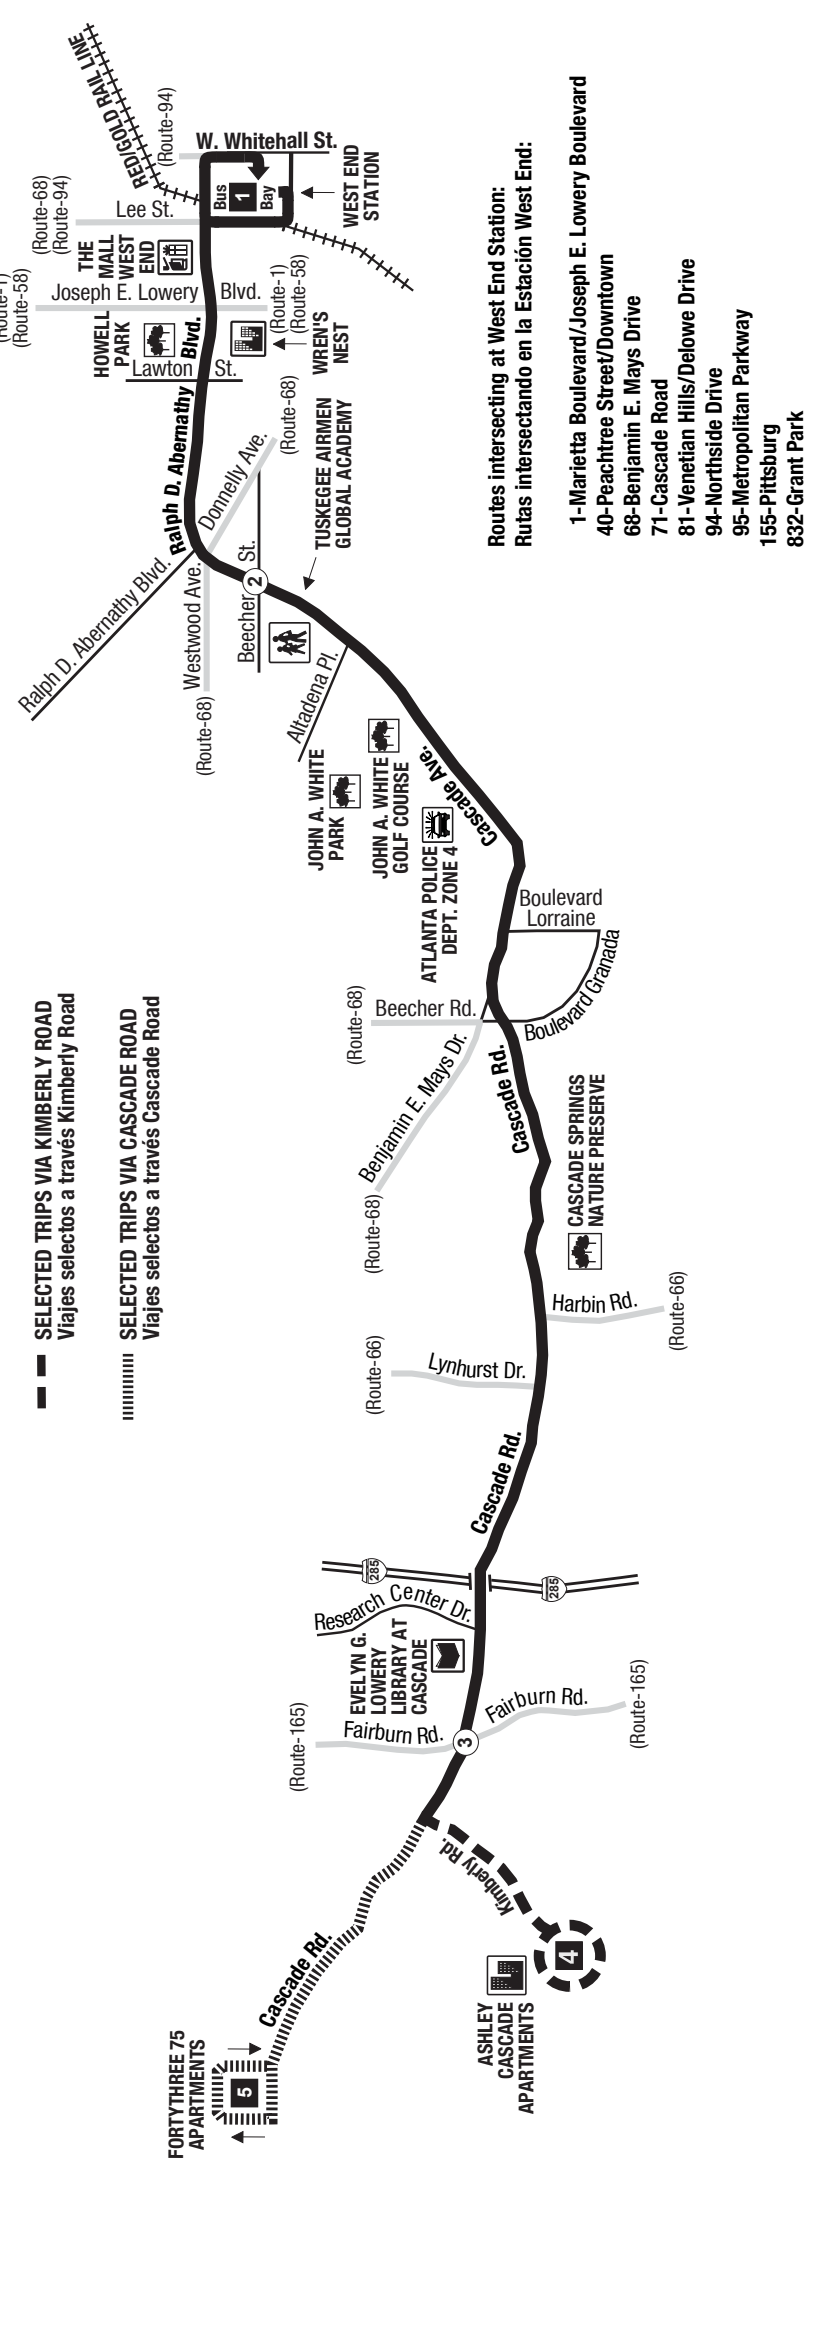 SELECTED TRIPS VIA KIMBERLY ROAD
Viajes selectos a través Kimberly Road
SELECTED TRIPS VIA CASCADE ROAD
Viajes selectos a través Cascade Road
FORTYTHREE 75
APARTMENTS
5
Cascade Rd.
ASHLEY
CASCADE
APARTMENTS
4
Kimberly Rd.
(Route-165)
Fairburn Rd.
3
Fairburn Rd.
(Route-165)
EVELYN G.
LOWERY
LIBRARY AT
CASCADE
Research Center Dr.
285
285
Cascade Rd.
(Route-66)
Lynhurst Dr.
Harbin Rd.
(Route-66)
CASCADE SPRINGS
NATURE PRESERVE
(Route-68)
Benjamin E. Mays Dr.
Cascade Rd.
(Route-68)
Beecher Rd.
Boulevard Granada
Boulevard
Lorraine
ATLANTA POLICE
DEPT. ZONE 4
JOHN A. WHITE
GOLF COURSE
JOHN A. WHITE
PARK
Cascade Ave.
Altadena Pl.
(Route-68)
Westwood Ave.
Ralph D. Abernathy Blvd.
Beecher St.
2
TUSKEGEE AIRMEN
GLOBAL ACADEMY
Donnelly Ave.
(Route-68)
Ralph D. Abernathy Blvd.
Lawton St.
HOWELL
PARK
WREN'S
NEST
(Route-58)
Joseph E. Lowery Blvd.
(Route-1)
(Route-58)
THE
MALL
WEST
END
(Route-68)
(Route-94)
Lee St.
Bus
1
Bay
WEST END
STATION
W. Whitehall St.
(Route-94)
RED/GOLD RAIL LINE
Routes intersecting at West End Station:
Rutas intersectando en la Estación West End:
1-Marietta Boulevard/Joseph E. Lowery Boulevard
40-Peachtree Street/Downtown
68-Benjamin E. Mays Drive
71-Cascade Road
81-Venetian Hills/Delowe Drive
94-Northside Drive
95-Metropolitan Parkway
155-Pittsburg
832-Grant Park